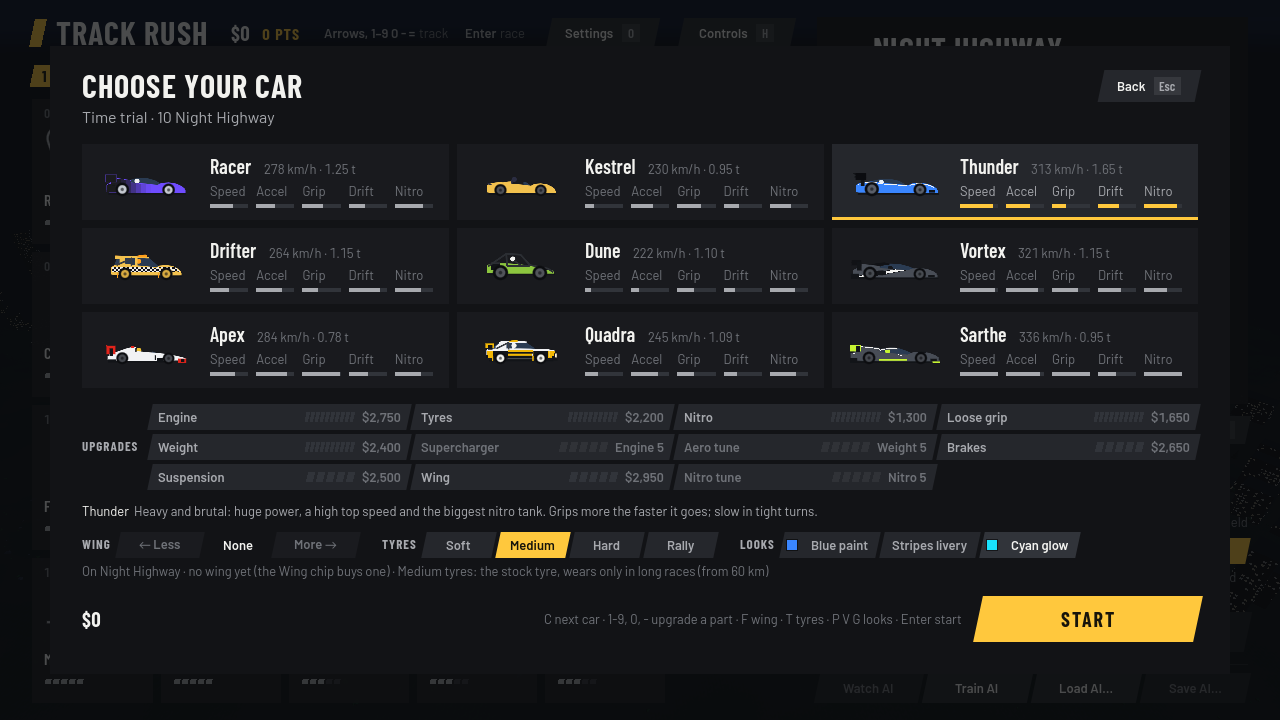 TRACK RUSH $0 0 PTS Arrows, 1-9 0 - = track Enter race Settings O Controls H
NIGHT HIGHWAY
CHOOSE YOUR CAR
Back Esc
Time trial · 10 Night Highway
Racer 278 km/h · 1.25 t
Speed Accel Grip Drift Nitro
Kestrel 230 km/h · 0.95 t
Speed Accel Grip Drift Nitro
Thunder 313 km/h · 1.65 t
Speed Accel Grip Drift Nitro
Drifter 264 km/h · 1.15 t
Speed Accel Grip Drift Nitro
Dune 222 km/h · 1.10 t
Speed Accel Grip Drift Nitro
Vortex 321 km/h · 1.15 t
Speed Accel Grip Drift Nitro
Apex 284 km/h · 0.78 t
Speed Accel Grip Drift Nitro
Quadra 245 km/h · 1.09 t
Speed Accel Grip Drift Nitro
Sarthe 336 km/h · 0.95 t
Speed Accel Grip Drift Nitro
UPGRADES
Engine $2,750 Tyres $2,200 Nitro $1,300 Loose grip $1,650
Weight $2,400 Supercharger Engine 5 Aero tune Weight 5 Brakes $2,650
Suspension $2,500 Wing $2,950 Nitro tune Nitro 5
Thunder Heavy and brutal: huge power, a high top speed and the biggest nitro tank. Grips more the faster it goes; slow in tight turns.
WING ← Less None More → TYRES Soft Medium Hard Rally LOOKS Blue paint Stripes livery Cyan glow
On Night Highway · no wing yet (the Wing chip buys one) · Medium tyres: the stock tyre, wears only in long races (from 60 km)
$0 C next car · 1-9, 0, - upgrade a part · F wing · T tyres · P V G looks · Enter start START
Watch AI Train AI Load AI... Save AI...